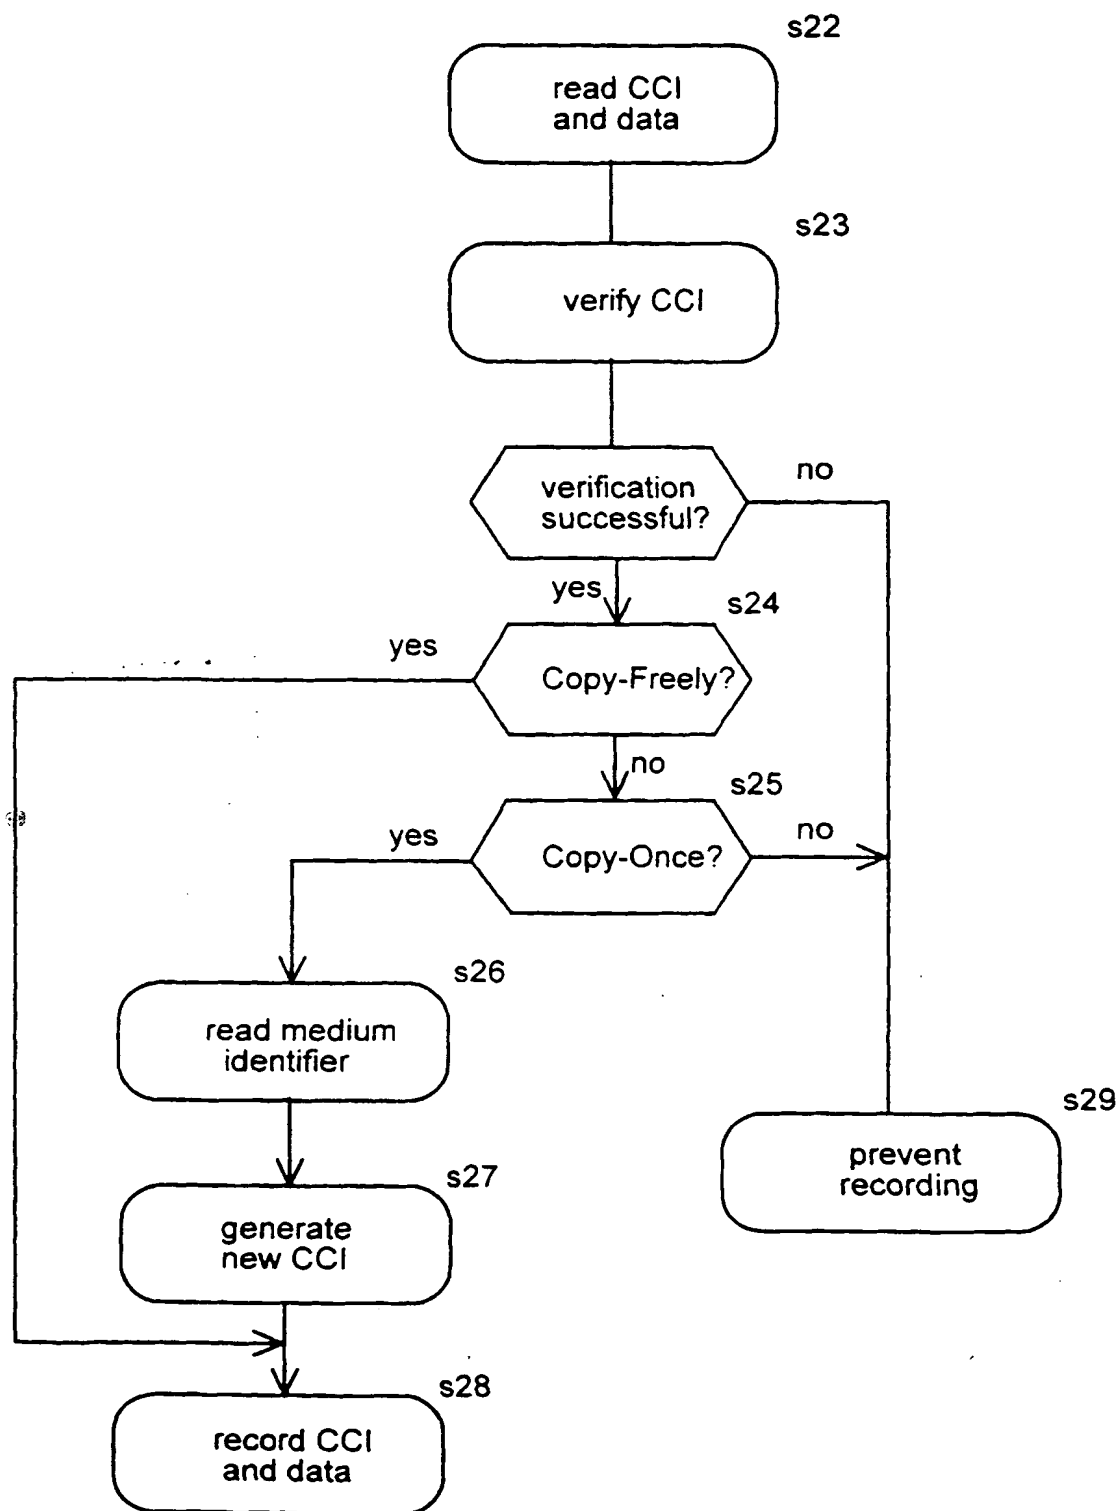 s22
read CCI
and data
s23
verify CCI
verification
successful?
no
yes
s24
yes
Copy-Freely?
no
s25
yes
Copy-Once?
no
s26
read medium
identifier
s29
prevent
recording
s27
generate
new CCI
s28
record CCI
and data